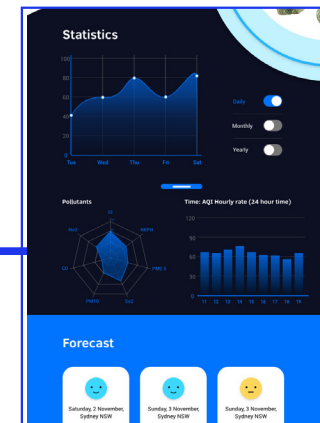 Statistics
100
80
60
40
20
0
Tue Wed Thu Fri Sat
Daily
Monthly
Yearly
Pollutants
Time: AQI Hourly rate (24 hour time)
03
NEPH
PM2.5
So2
PM10
CO
No2
120
90
60
30
0
11 12 13 14 15 16 17 18 19
Forecast
Saturday, 2 November,
Sydney NSW
Sunday, 3 November,
Sydney NSW
Sunday, 3 November,
Sydney NSW